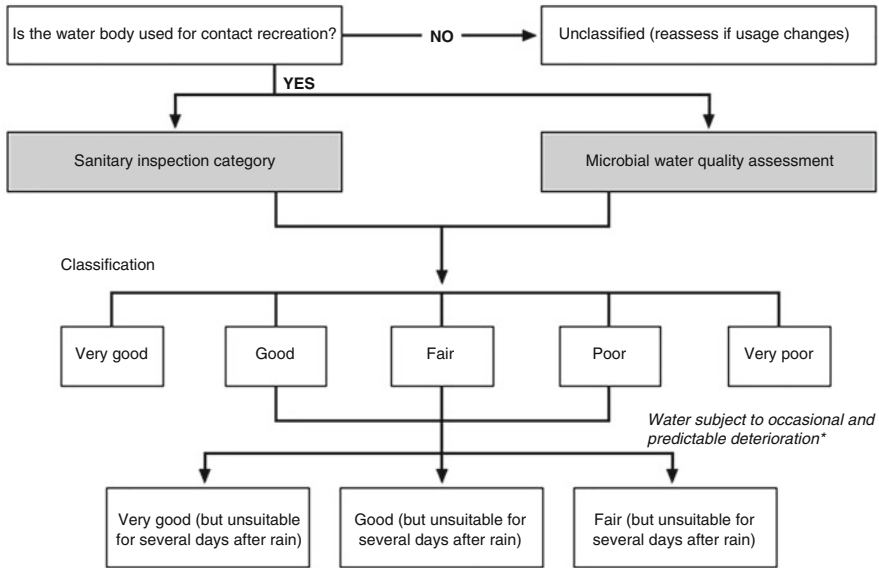 Is the water body used for contact recreation?
NO
Unclassified (reassess if usage changes)
YES
Sanitary inspection category
Microbial water quality assessment
Classification
Very good
Good
Fair
Poor
Very poor
Water subject to occasional and
predictable deterioration*
Very good (but unsuitable
for several days after rain)
Good (but unsuitable for
several days after rain)
Fair (but unsuitable for
several days after rain)